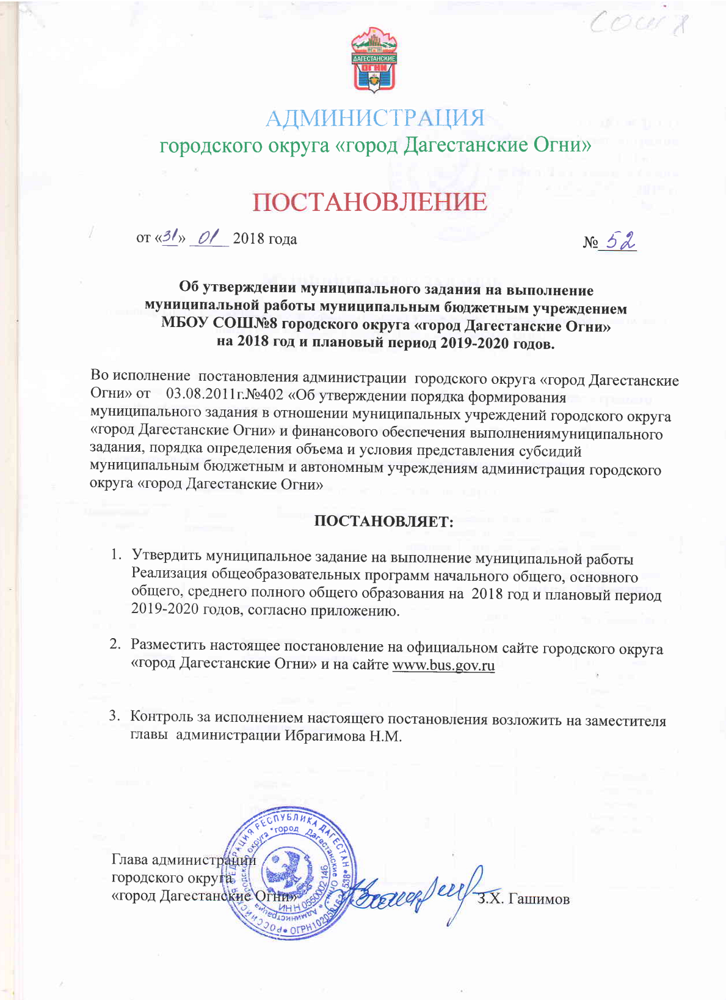 СОШ 8
ДАГЕСТАНСКИЕ
ОГНИ
АДМИНИСТРАЦИЯ
городского округа «город Дагестанские Огни»
ПОСТАНОВЛЕНИЕ
от «31» 01 2018 года
№ 52
Об утверждении муниципального задания на выполнение
муниципальной работы муниципальным бюджетным учреждением
МБОУ СОШ№8 городского округа «город Дагестанские Огни»
на 2018 год и плановый период 2019-2020 годов.
Во исполнение постановления администрации городского округа «город Дагестанские
Огни» от 03.08.2011г.№402 «Об утверждении порядка формирования
муниципального задания в отношении муниципальных учреждений городского округа
«город Дагестанские Огни» и финансового обеспечения выполнениямуниципального
задания, порядка определения объема и условия представления субсидий
муниципальным бюджетным и автономным учреждениям администрация городского
округа «город Дагестанские Огни»
ПОСТАНОВЛЯЕТ:
1. Утвердить муниципальное задание на выполнение муниципальной работы
Реализация общеобразовательных программ начального общего, основного
общего, среднего полного общего образования на 2018 год и плановый период
2019-2020 годов, согласно приложению.
2. Разместить настоящее постановление на официальном сайте городского округа
«город Дагестанские Огни» и на сайте www.bus.gov.ru
3. Контроль за исполнением настоящего постановления возложить на заместителя
главы администрации Ибрагимова Н.М.
Глава администрации
городского округа
«город Дагестанские Огни»
З.Х. Гашимов
РОССИЙСКАЯ ФЕДЕРАЦИЯ РЕСПУБЛИКА ДАГЕСТАН
Администрация городского округа "город Дагестанские Огни"
ИНН 0550002146